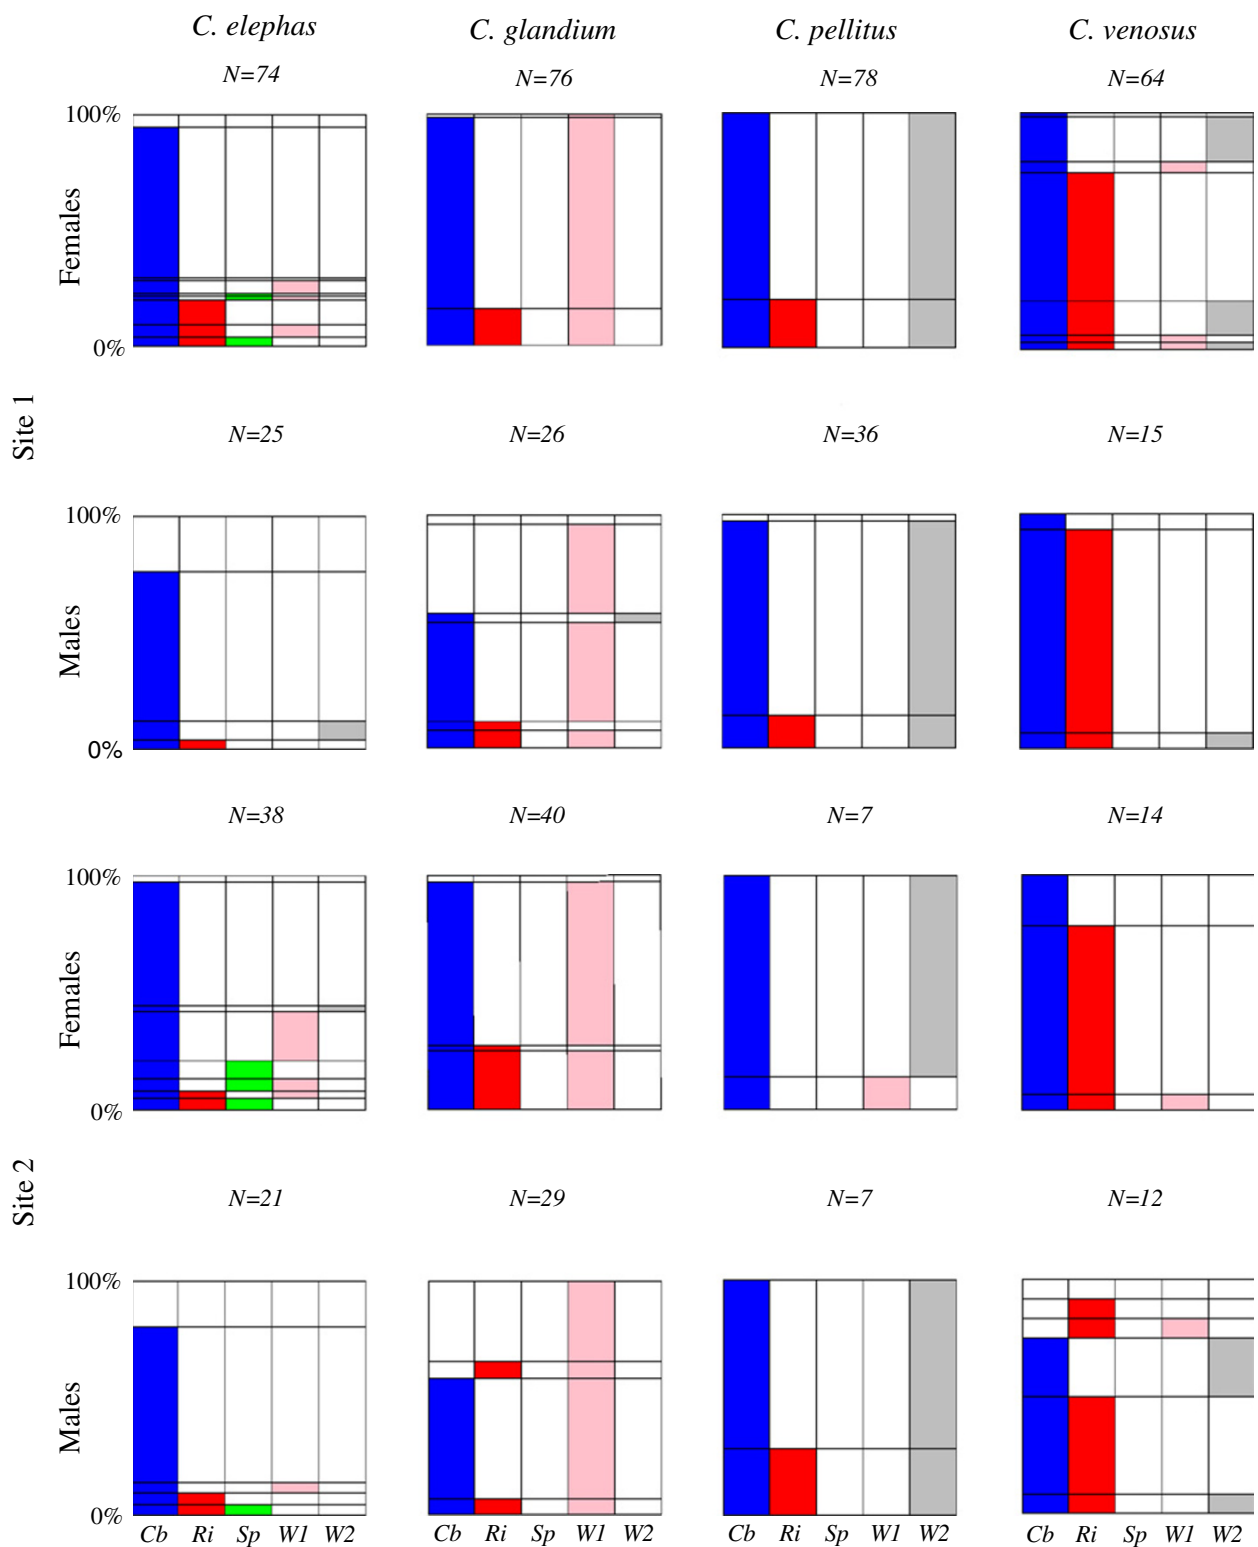 C. elephas C. glandium C. pellitus C. venosus
N=74 N=76 N=78 N=64
100%
Females
0%
Site 1
N=25 N=26 N=36 N=15
100%
Males
0%
N=38 N=40 N=7 N=14
100%
Females
0%
Site 2
N=21 N=29 N=7 N=12
100%
Males
0%
Cb Ri Sp W1 W2 Cb Ri Sp W1 W2 Cb Ri Sp W1 W2 Cb Ri Sp W1 W2